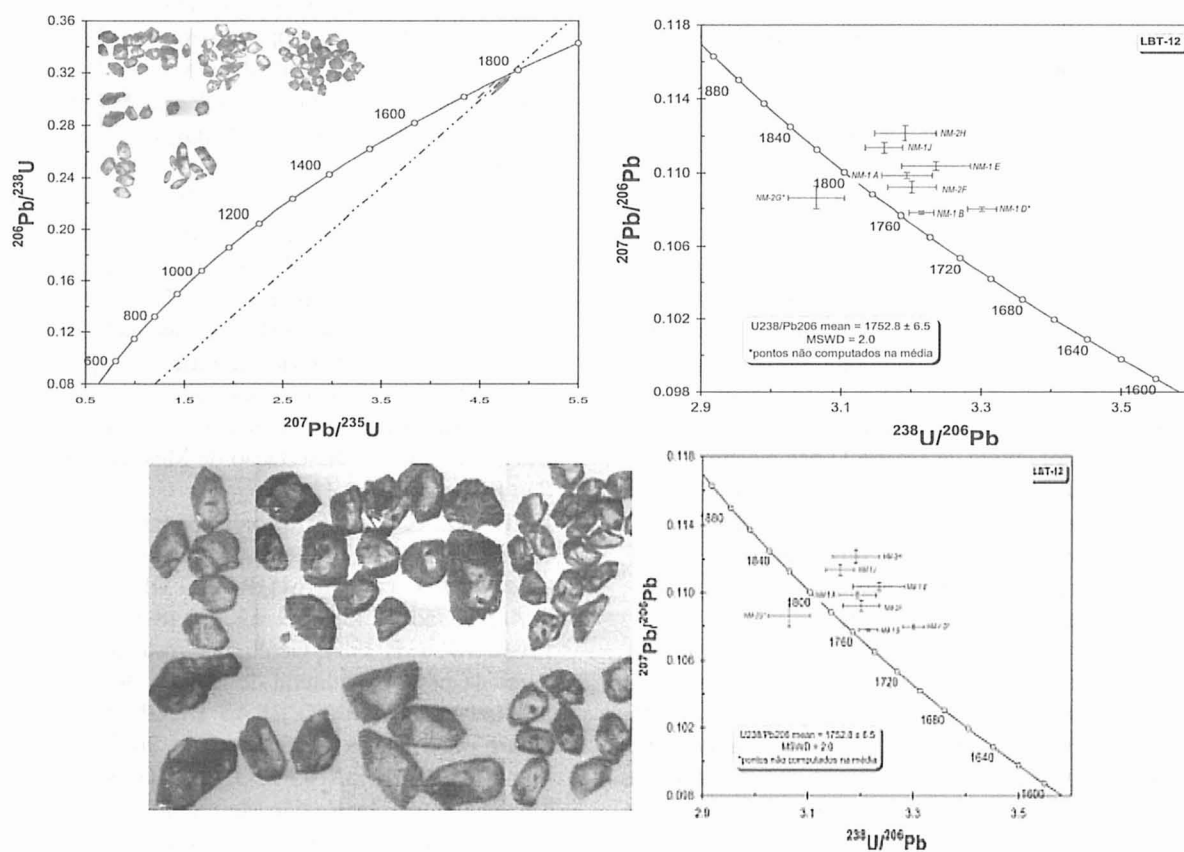 0.36
0.32
0.28
0.24
0.20
0.16
0.12
0.08
206Pb/238U
1800
1600
1400
1200
1000
800
600
0.5
1.5
2.5
3.5
4.5
5.5
207Pb/235U
0.118
0.114
0.110
0.106
0.102
0.098
207Pb/206Pb
LBT-12
880
1840
1800
1760
1720
1680
1640
1600
NM-2H
NM-1J
NM-1 E
NM-1 A
NM-2F
NM-2G*
NM-1 B
NM-1 D*
U238/Pb206 mean = 1752.8 ± 6.5
MSWD = 2.0
*pontos não computados na média
2.9
3.1
3.3
3.5
238U/206Pb
0.118
0.114
0.110
0.106
0.102
0.098
207Pb/206Pb
LBT-12
880
1840
1800
1760
1720
1680
1640
1600
U238/Pb206 mean = 1752.8 ± 6.5
MSWD = 2.0
*pontos não computados na média
2.9
3.1
3.3
3.5
238U/206Pb